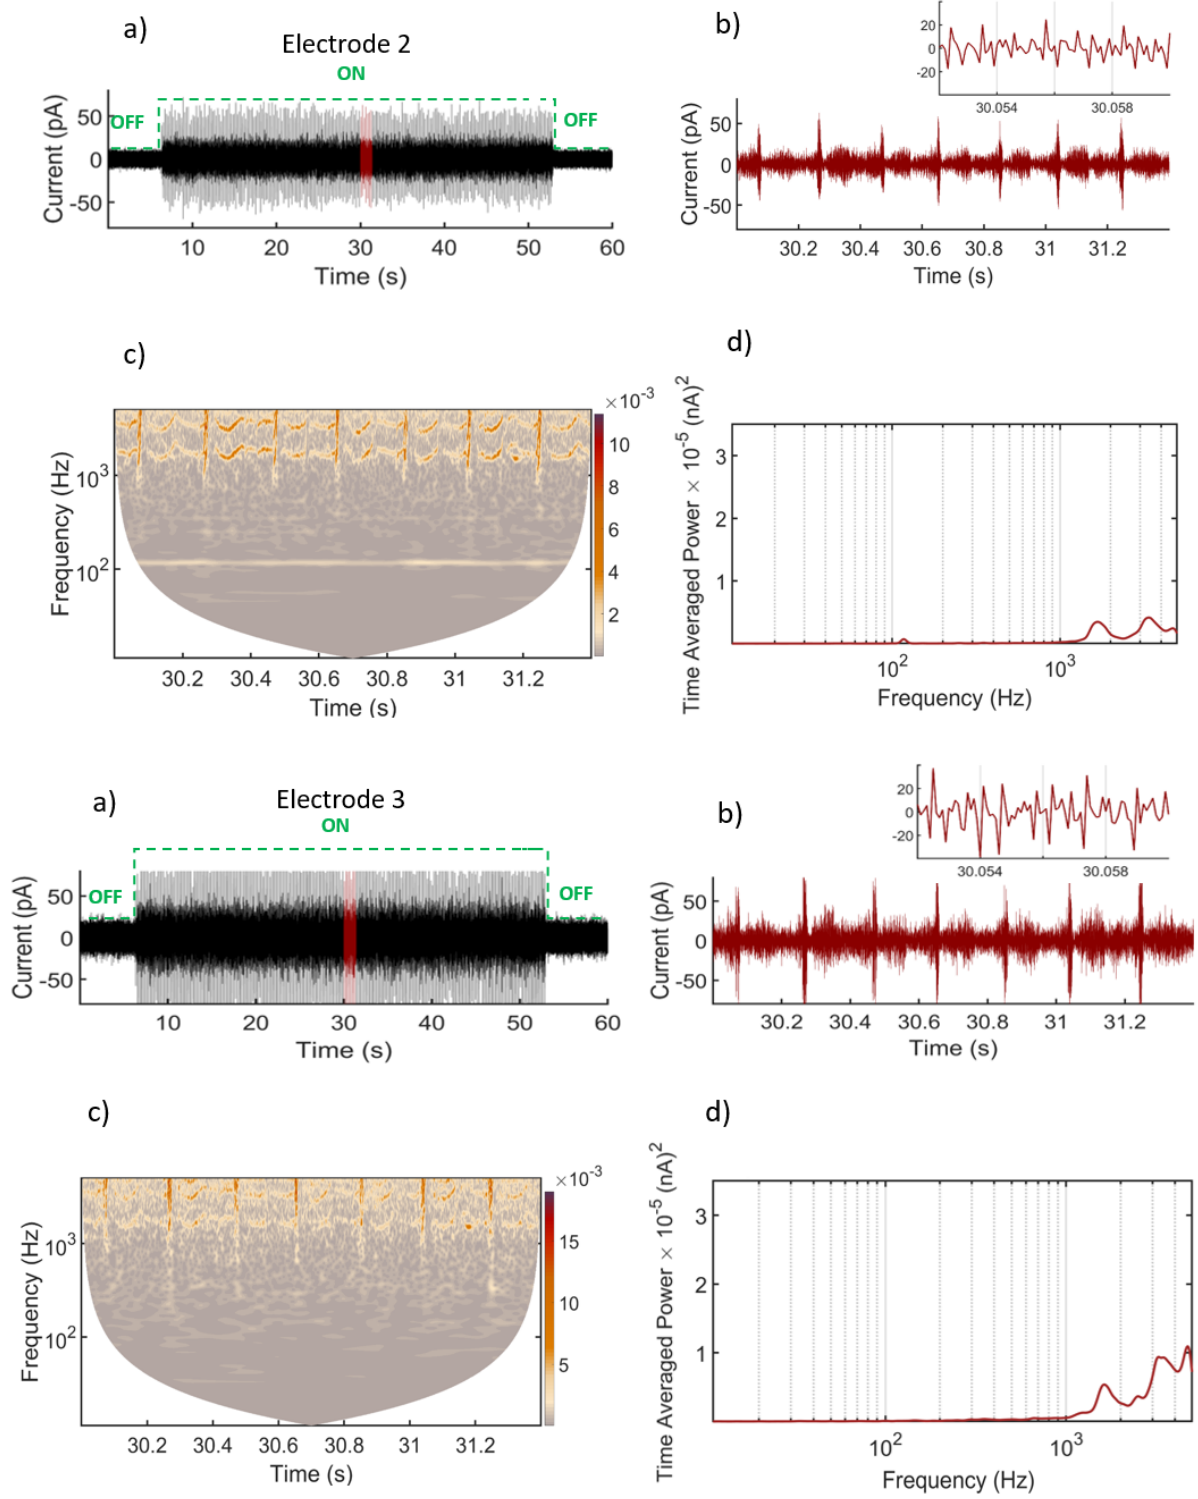 a)
Electrode 2
ON
OFF
OFF
Current (pA)
50
0
-50
10 20 30 40 50 60
Time (s)
b)
20
0
-20
30.054 30.058
Current (pA)
50
0
-50
30.2 30.4 30.6 30.8 31 31.2
Time (s)
c)
×10-3
Frequency (Hz)
10³
10²
10
8
6
4
2
30.2 30.4 30.6 30.8 31 31.2
Time (s)
d)
Time Averaged Power × 10-5 (nA)2
3
2
1
10² 10³
Frequency (Hz)
a)
Electrode 3
ON
OFF
OFF
Current (pA)
50
0
-50
10 20 30 40 50 60
Time (s)
b)
20
0
-20
30.054 30.058
Current (pA)
50
0
-50
30.2 30.4 30.6 30.8 31 31.2
Time (s)
c)
×10-3
Frequency (Hz)
10³
10²
15
10
5
30.2 30.4 30.6 30.8 31 31.2
Time (s)
d)
Time Averaged Power × 10-5 (nA)2
3
2
1
10² 10³
Frequency (Hz)